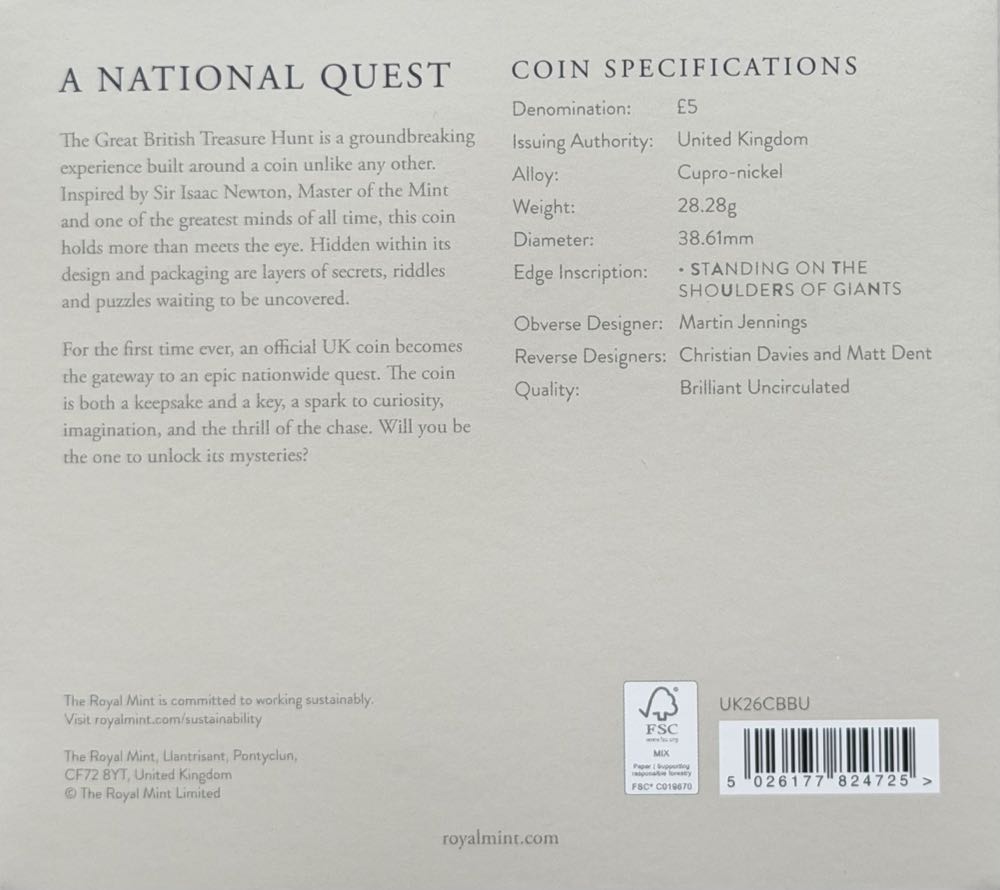 A NATIONAL QUEST
The Great British Treasure Hunt is a groundbreaking
experience built around a coin unlike any other.
Inspired by Sir Isaac Newton, Master of the Mint
and one of the greatest minds of all time, this coin
holds more than meets the eye. Hidden within its
design and packaging are layers of secrets, riddles
and puzzles waiting to be uncovered.
For the first time ever, an official UK coin becomes
the gateway to an epic nationwide quest. The coin
is both a keepsake and a key, a spark to curiosity,
imagination, and the thrill of the chase. Will you be
the one to unlock its mysteries?
COIN SPECIFICATIONS
Denomination: £5
Issuing Authority: United Kingdom
Alloy: Cupro-nickel
Weight: 28.28g
Diameter: 38.61mm
Edge Inscription: • STANDING ON THE
SHOULDERS OF GIANTS
Obverse Designer: Martin Jennings
Reverse Designers: Christian Davies and Matt Dent
Quality: Brilliant Uncirculated
The Royal Mint is committed to working sustainably.
Visit royalmint.com/sustainability
The Royal Mint, Llantrisant, Pontyclun,
CF72 8YT, United Kingdom
© The Royal Mint Limited
FSC
www.fsc.org
MIX
Paper | Supporting
responsible forestry
FSC® C019670
UK26CBBU
5 026177 824725 >
royalmint.com